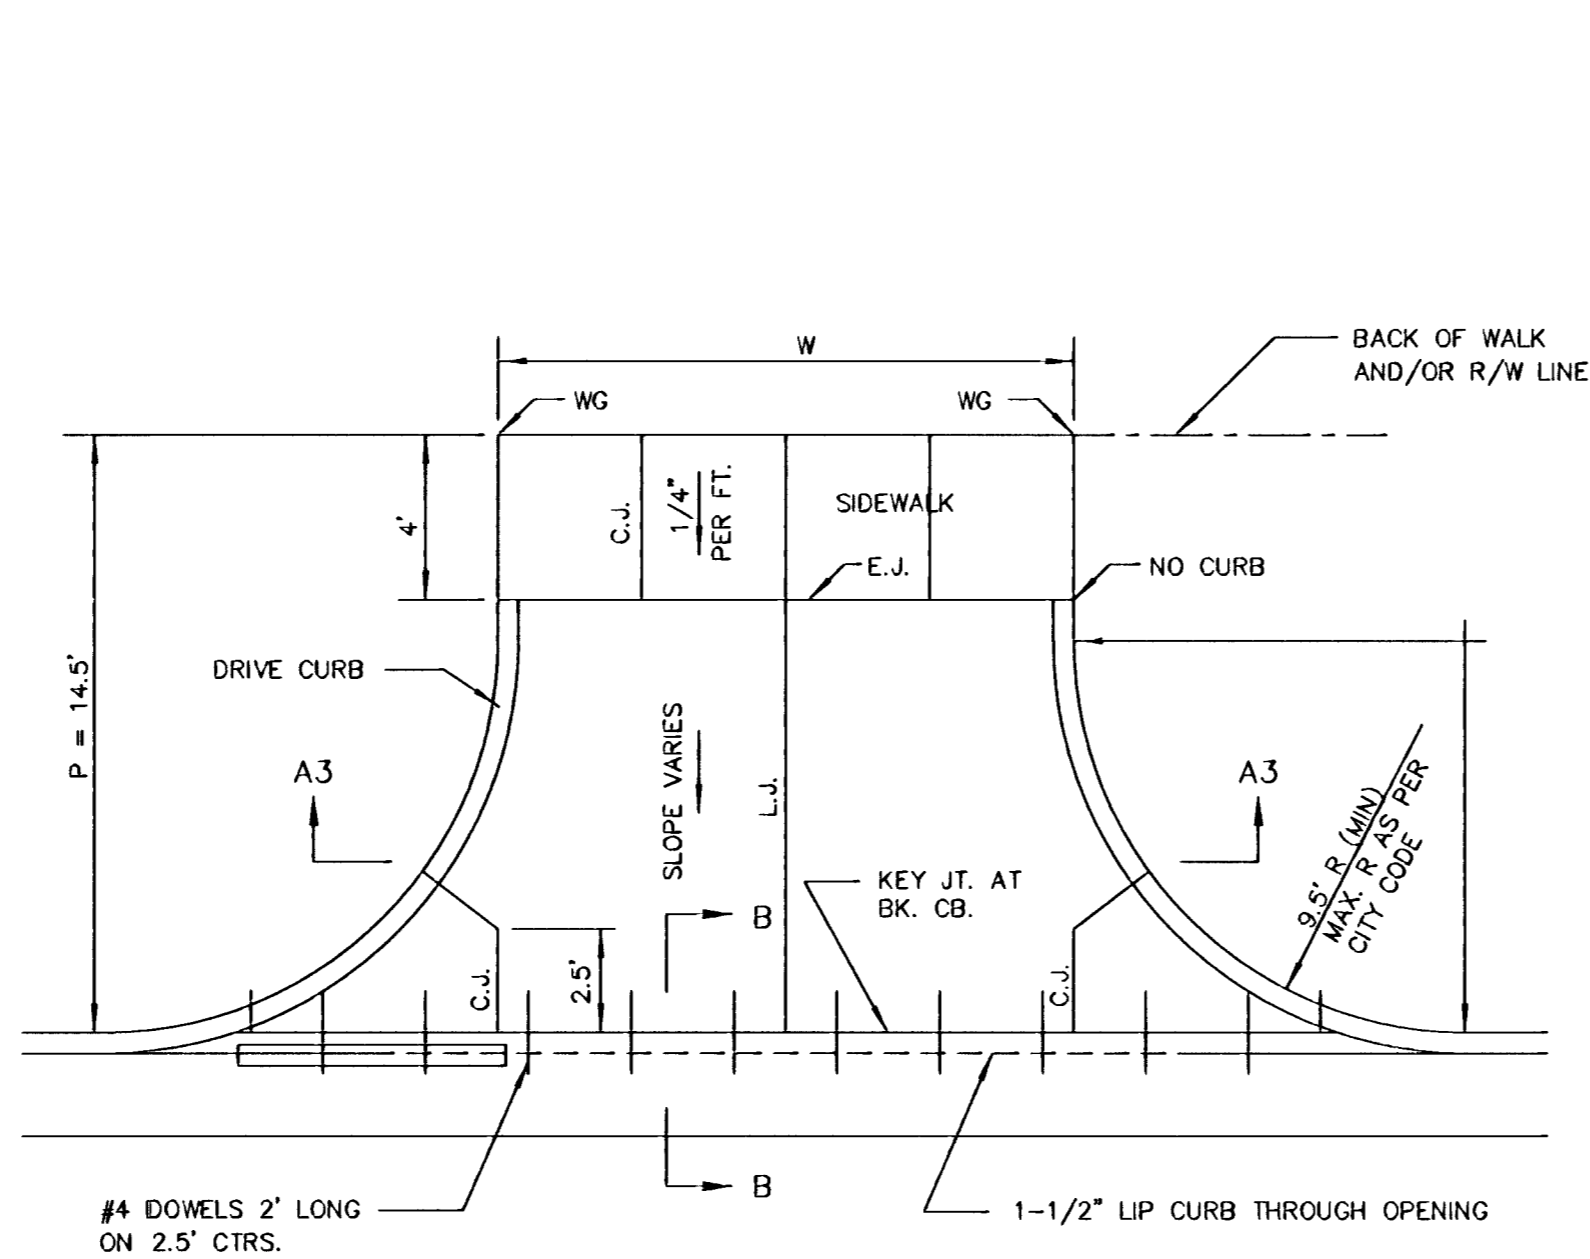 W
BACK OF WALK
AND/OR R/W LINE
WG
WG
4'
C.J.
1/4"
PER FT.
SIDEWALK
E.J.
NO CURB
DRIVE CURB
P = 14.5'
SLOPE VARIES
L.J.
A3
A3
9.5' R (MIN)
MAX. R AS PER
CITY CODE
KEY JT. AT
BK. CB.
B
C.J.
2.5'
C.J.
B
#4 DOWELS 2' LONG
ON 2.5' CTRS.
1-1/2" LIP CURB THROUGH OPENING